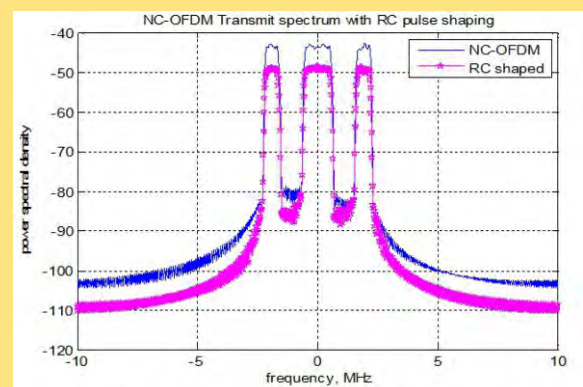 NC-OFDM Transmit spectrum with RC pulse shaping
NC-OFDM
RC shaped
power spectral density
-40
-50
-60
-70
-80
-90
-100
-110
-120
-10
-5
0
5
10
frequency, MHz